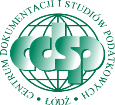 CENTRUM DOKUMENTACJI I STUDIÓW PODATKOWYCH
cdsp
• ŁÓDŹ •